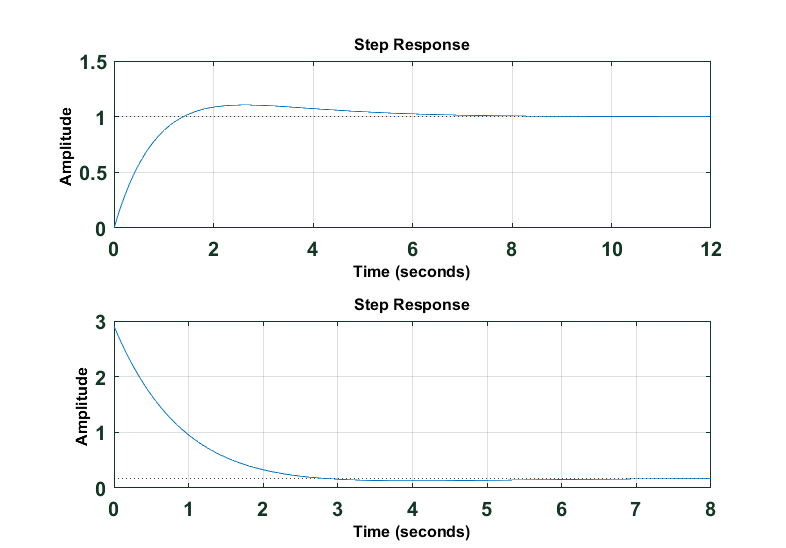 Step Response
1.5
1
0.5
0
Amplitude
0 2 4 6 8 10 12
Time (seconds)
Step Response
3
2
1
0
Amplitude
0 1 2 3 4 5 6 7 8
Time (seconds)